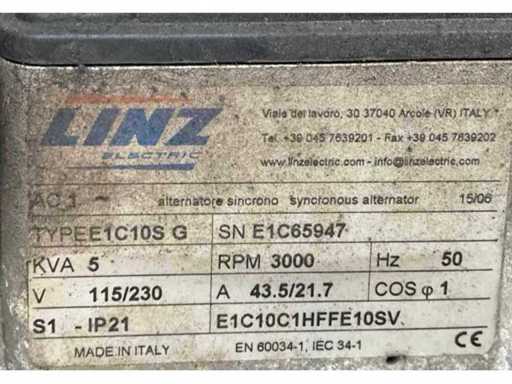 LINZ
ELECTRIC
Viale del lavoro, 30 37040 Arcole (VR) ITALY
Tel. +39 045 7639201 - Fax +39 045 7639202
www.linzelectric.com - info@linzelectric.com
AC.1 ~ alternatore sincrono syncronous alternator 15/06
TYPE E1C10S G SN E1C65947
KVA 5 RPM 3000 Hz 50
V 115/230 A 43.5/21.7 COS φ 1
S1 - IP21 E1C10C1HFFE10SV
MADE IN ITALY EN 60034-1, IEC 34-1 CE